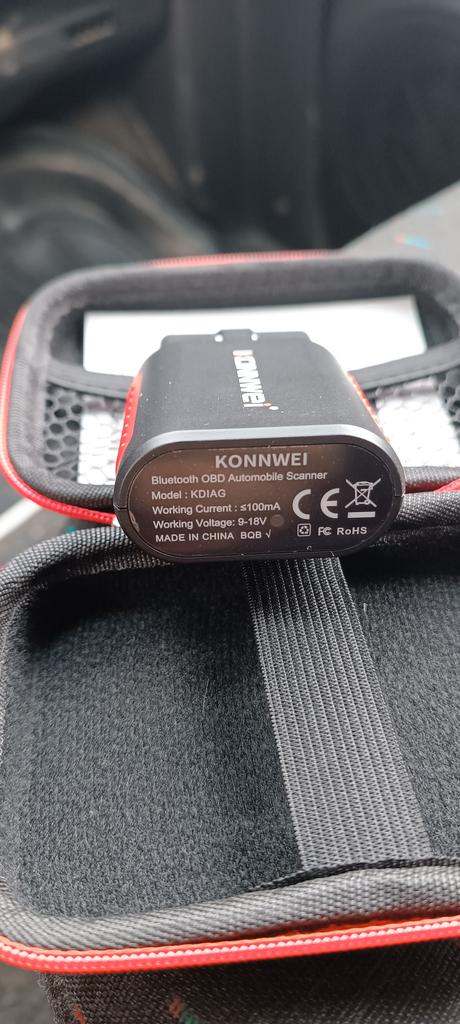 KONNWEI
KONNWEI
Bluetooth OBD Automobile Scanner
Model : KDIAG
Working Current : ≤100mA
Working Voltage: 9-18V
MADE IN CHINA BQB √
CE
FC RoHS